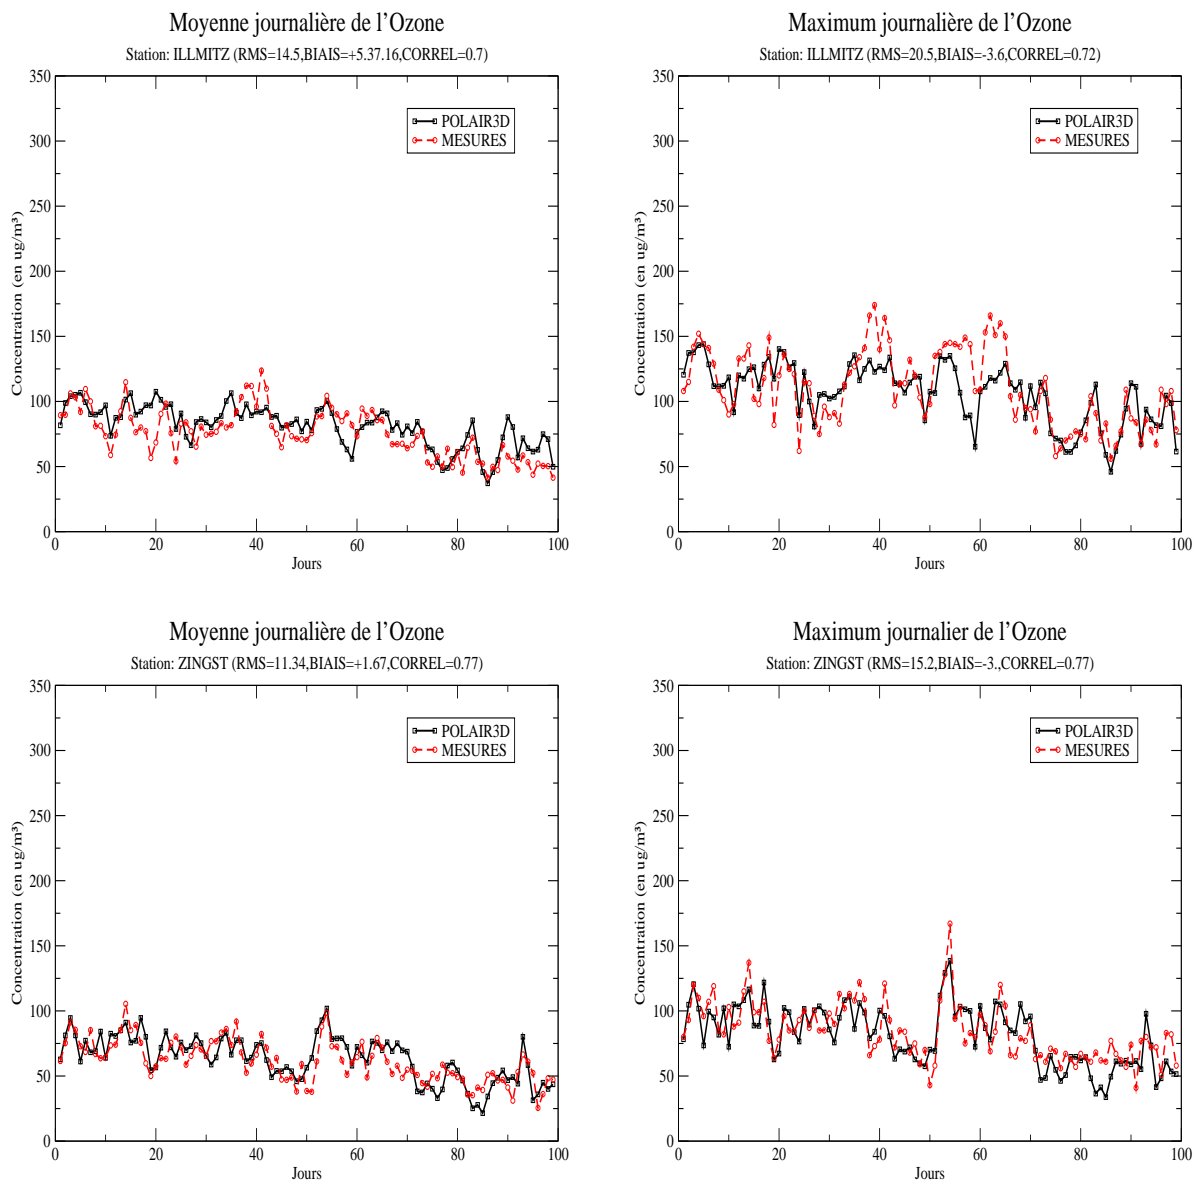 Moyenne journalière de l'Ozone
Station: ILLMITZ (RMS=14.5,BIAIS=+5.37.16,CORREL=0.7)
350
300
250
200
150
100
50
0
Concentration (en ug/m³)
POLAIR3D
MESURES
0 20 40 60 80 100
Jours
Maximum journalière de l'Ozone
Station: ILLMITZ (RMS=20.5,BIAIS=-3.6,CORREL=0.72)
350
300
250
200
150
100
50
0
Concentration (en ug/m³)
POLAIR3D
MESURES
0 20 40 60 80 100
Jours
Moyenne journalière de l'Ozone
Station: ZINGST (RMS=11.34,BIAIS=+1.67,CORREL=0.77)
350
300
250
200
150
100
50
0
Concentration (en ug/m³)
POLAIR3D
MESURES
0 20 40 60 80 100
Jours
Maximum journalier de l'Ozone
Station: ZINGST (RMS=15.2,BIAIS=-3.,CORREL=0.77)
350
300
250
200
150
100
50
0
Concentration (en ug/m³)
POLAIR3D
MESURES
0 20 40 60 80 100
Jours